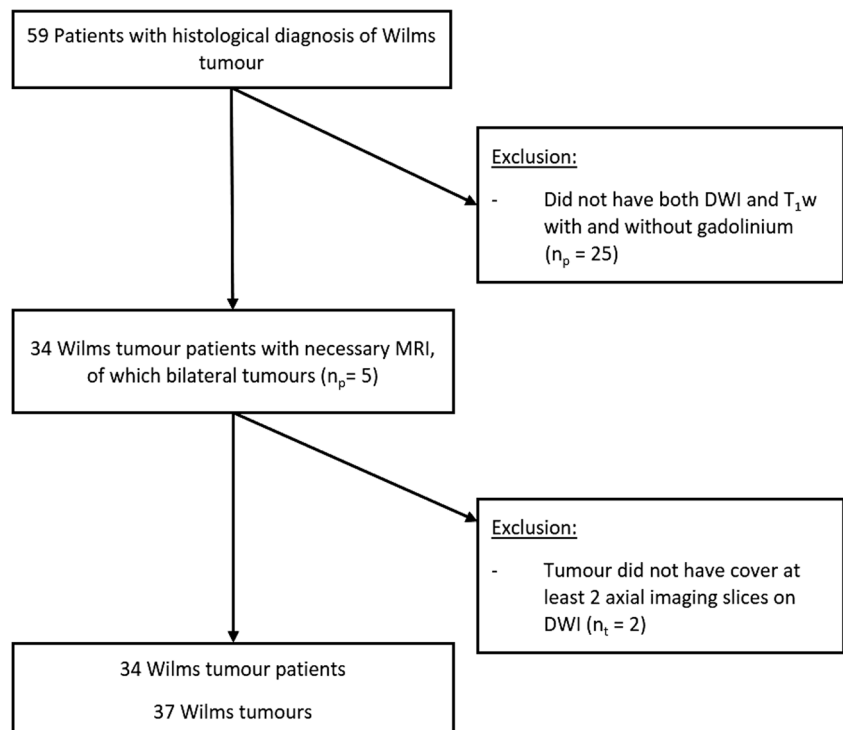 59 Patients with histological diagnosis of Wilms
tumour
Exclusion:
- Did not have both DWI and T₁w
with and without gadolinium
(nₚ = 25)
34 Wilms tumour patients with necessary MRI,
of which bilateral tumours (nₚ= 5)
Exclusion:
- Tumour did not have cover at
least 2 axial imaging slices on
DWI (nₜ = 2)
34 Wilms tumour patients
37 Wilms tumours